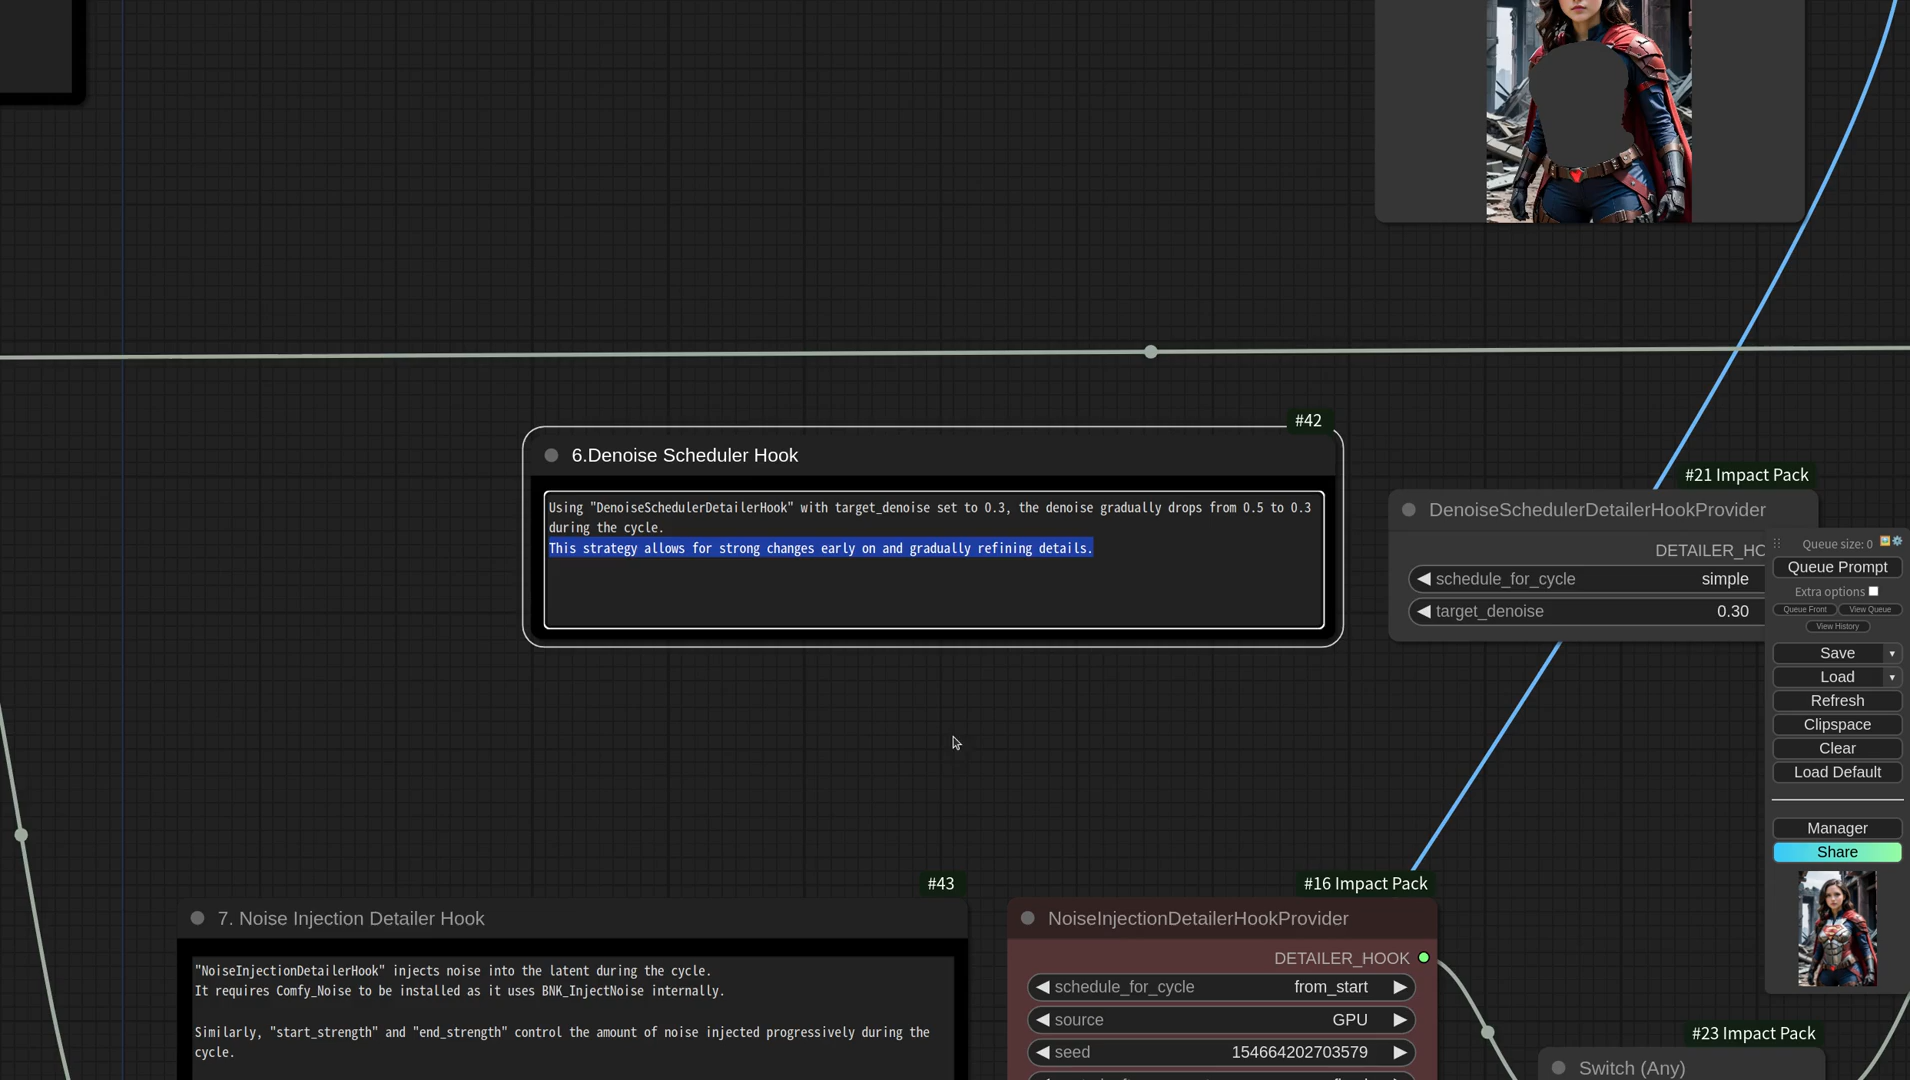 #42
6.Denoise Scheduler Hook
Using "DenoiseSchedulerDetailerHook" with target_denoise set to 0.3, the denoise gradually drops from 0.5 to 0.3
during the cycle.
This strategy allows for strong changes early on and gradually refining details.
#21 Impact Pack
DenoiseSchedulerDetailerHookProvider
DETAILER_HO
schedule_for_cycle simple
target_denoise 0.30
Queue size: 0
Queue Prompt
Extra options
Queue Front View Queue
View History
Save
Load
Refresh
Clipspace
Clear
Load Default
Manager
Share
#43
7. Noise Injection Detailer Hook
"NoiseInjectionDetailerHook" injects noise into the latent during the cycle.
It requires Comfy_Noise to be installed as it uses BNK_InjectNoise internally.
Similarly, "start_strength" and "end_strength" control the amount of noise injected progressively during the
cycle.
#16 Impact Pack
NoiseInjectionDetailerHookProvider
DETAILER_HOOK
schedule_for_cycle from_start
source GPU
seed 154664202703579
#23 Impact Pack
Switch (Any)